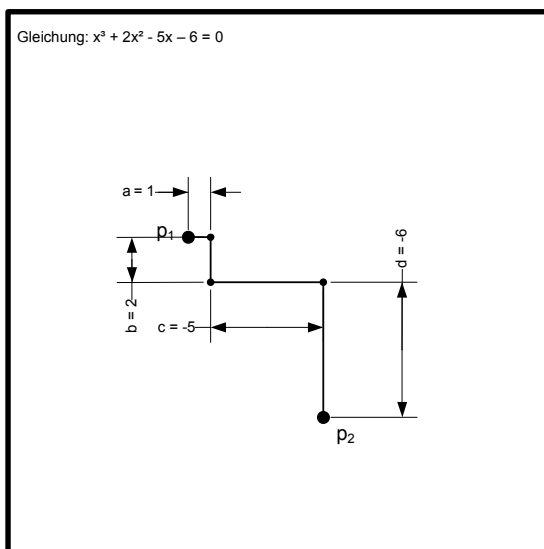 Gleichung: x³ + 2x² - 5x – 6 = 0
a = 1
p₁
d = -6
b = 2
c = -5
p₂